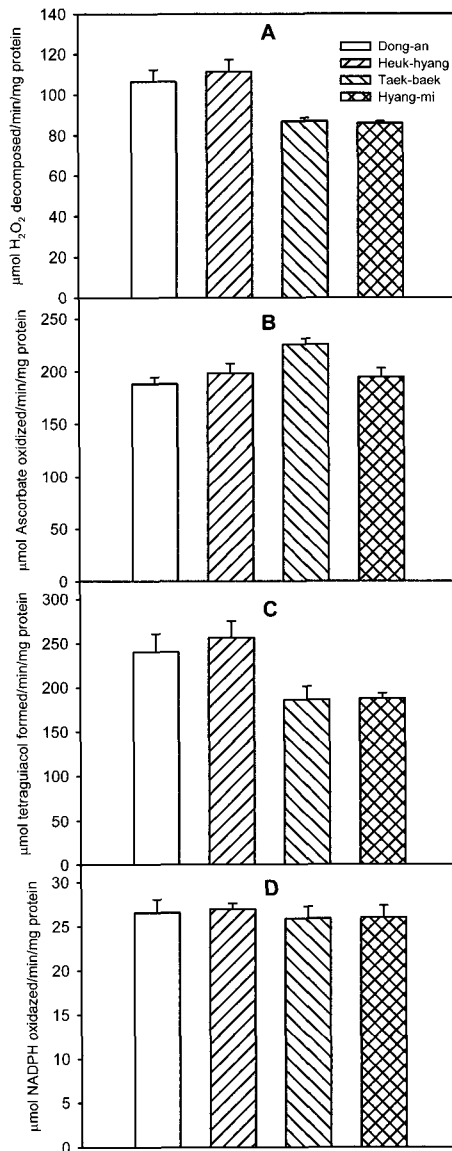 A
Dong-an
Heuk-hyang
Taek-baek
Hyang-mi
μmol H₂O₂ decomposed/min/mg protein
140
120
100
80
60
40
20
0
B
μmol Ascorbate oxidized/min/mg protein
250
200
150
100
50
0
C
μmol tetraguiacol formed/min/mg protein
300
250
200
150
100
50
0
D
μmol NADPH oxidazed/min/mg protein
30
25
20
15
10
5
0